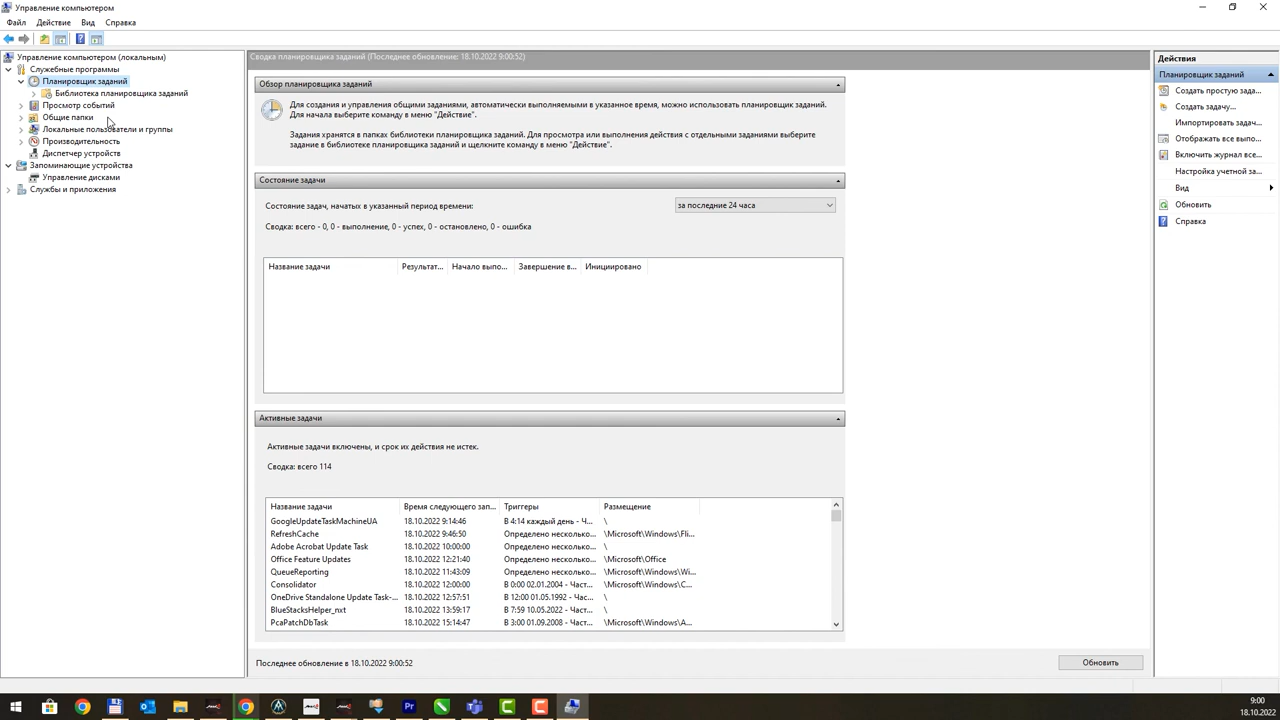 Управление компьютером
Файл Действие Вид Справка
Управление компьютером (локальным)
Служебные программы
Планировщик заданий
Библиотека планировщика заданий
Просмотр событий
Общие папки
Локальные пользователи и группы
Производительность
Диспетчер устройств
Запоминающие устройства
Управление дисками
Службы и приложения
Сводка планировщика заданий (Последнее обновление: 18.10.2022 9:00:52)
Обзор планировщика заданий
Для создания и управления общими заданиями, автоматически выполняемыми в указанное время, можно использовать планировщик заданий.
Для начала выберите команду в меню "Действие".
Задания хранятся в папках библиотеки планировщика заданий. Для просмотра или выполнения действия с отдельными заданиями выберите
задание в библиотеке планировщика заданий и щелкните команду в меню "Действие".
Состояние задачи
Состояние задач, начатых в указанный период времени:
за последние 24 часа
Сводка: всего - 0, 0 - выполнение, 0 - успех, 0 - остановлено, 0 - ошибка
Название задачи Результат... Начало выпо... Завершение в... Инициировано
Активные задачи
Активные задачи включены, и срок их действия не истек.
Сводка: всего 114
Название задачи Время следующего зап... Триггеры Размещение
GoogleUpdateTaskMachineUA 18.10.2022 9:14:46 В 4:14 каждый день - Ч... \
RefreshCache 18.10.2022 9:46:50 Определено несколько... \Microsoft\Windows\Fli...
Adobe Acrobat Update Task 18.10.2022 10:00:00 Определено несколько... \
Office Feature Updates 18.10.2022 12:21:40 Определено несколько... \Microsoft\Office
QueueReporting 18.10.2022 11:43:09 Определено несколько... \Microsoft\Windows\Wi...
Consolidator 18.10.2022 12:00:00 В 0:00 02.01.2004 - Част... \Microsoft\Windows\C...
OneDrive Standalone Update Task-... 18.10.2022 12:57:51 В 12:00 01.05.1992 - Част... \
BlueStacksHelper_nxt 18.10.2022 13:59:17 В 7:59 10.05.2022 - Част... \
PcaPatchDbTask 18.10.2022 15:14:47 В 3:00 01.09.2008 - Част... \Microsoft\Windows\A...
Последнее обновление в 18.10.2022 9:00:52
Обновить
Действия
Планировщик заданий
Создать простую зада...
Создать задачу...
Импортировать задач...
Отображать все выпо...
Включить журнал все...
Настройка учетной за...
Вид
Обновить
Справка
9:00
18.10.2022